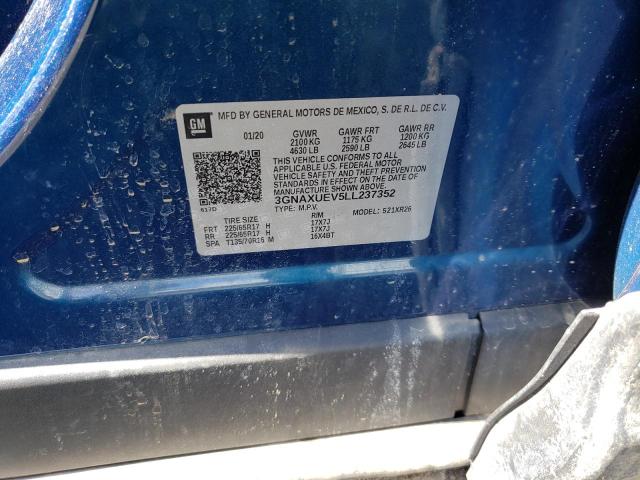 GM
MFD BY GENERAL MOTORS DE MEXICO, S. DE R.L. DE C.V.
01/20 GVWR GAWR FRT GAWR RR
2100 KG 1175 KG 1200 KG
4630 LB 2590 LB 2645 LB
THIS VEHICLE CONFORMS TO ALL
APPLICABLE U.S. FEDERAL MOTOR
VEHICLE SAFETY AND THEFT PREVENTION
STANDARDS IN EFFECT ON THE DATE OF
MANUFACTURE SHOWN ABOVE.
3GNAXUEV5LL237352
617D
TYPE: M.P.V. MODEL: 521XR26
TIRE SIZE RIM
FRT 225/65R17 H 17X7J
RR 225/65R17 H 17X7J
SPA T135/70R16 M 16X4BT